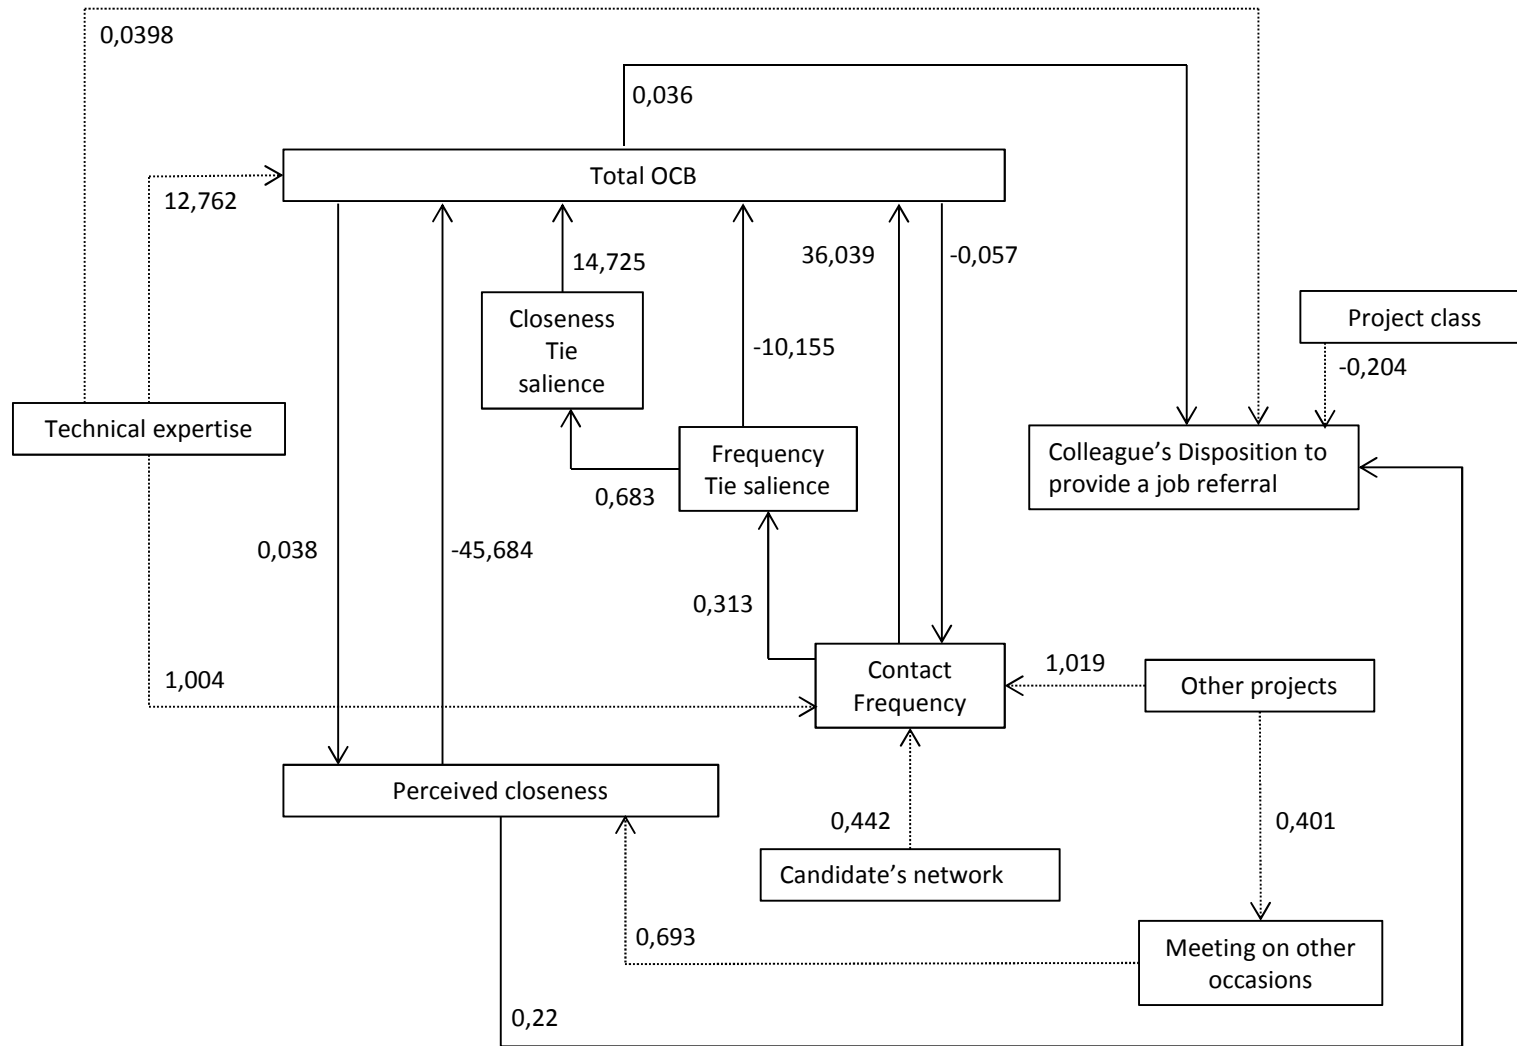 0,0398
0,036
Total OCB
12,762
14,725
36,039
-0,057
Closeness
Tie
salience
-10,155
Project class
-0,204
Technical expertise
Frequency
Tie salience
Colleague’s Disposition to
provide a job referral
0,683
0,038
-45,684
0,313
1,004
Contact
Frequency
1,019
Other projects
Perceived closeness
0,442
0,401
Candidate’s network
0,693
Meeting on other
occasions
0,22